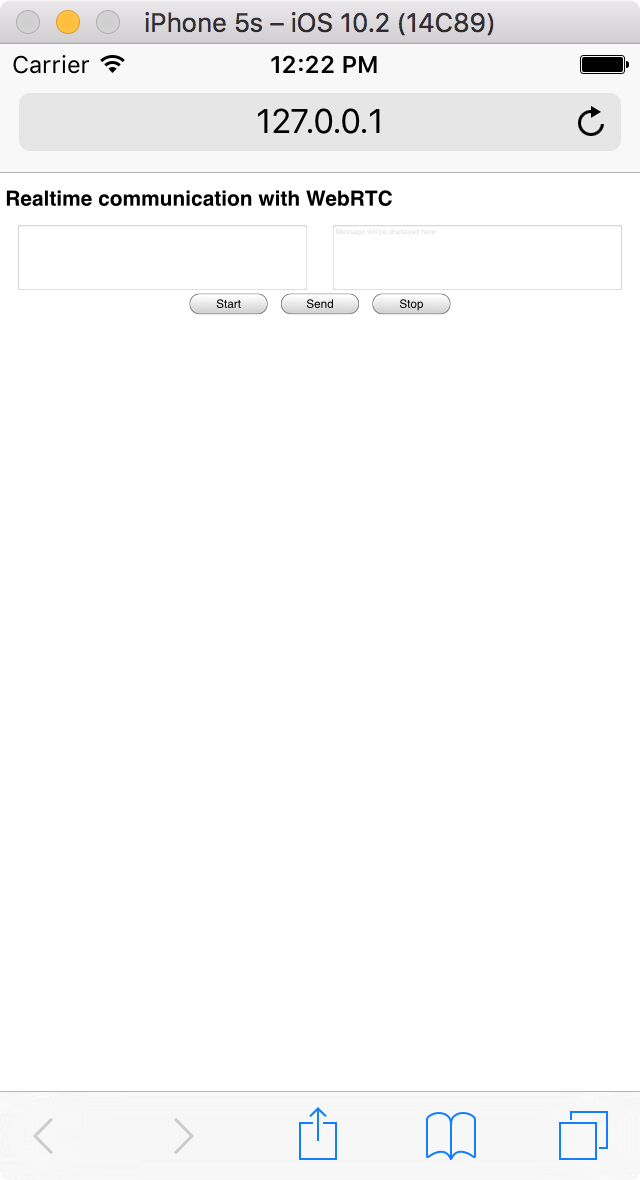 iPhone 5s – iOS 10.2 (14C89)
Carrier 12:22 PM
127.0.0.1
Realtime communication with WebRTC
Message will be displayed here
Start Send Stop